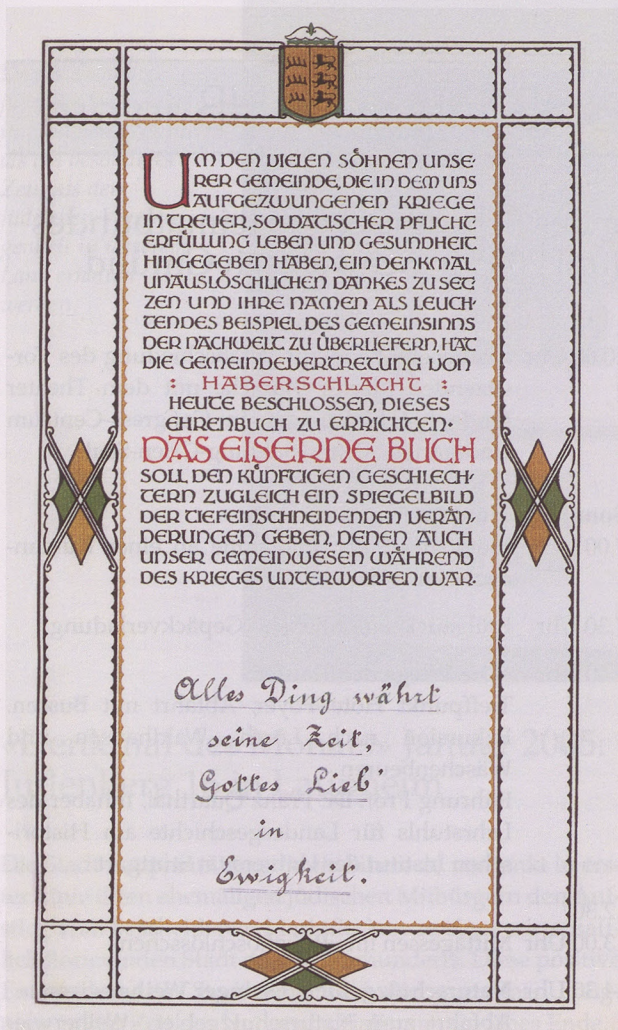 UM DEN VIELEN SÖHNEN UNSE-
RER GEMEINDE, DIE IN DEM UNS
AUFGEZWUNGENEN KRIEGE
IN TREUER, SOLDATISCHER PFLICHT
ERFÜLLUNG LEBEN UND GESUNDHEIT
HINGEGEBEN HABEN, EIN DENKMAL
UNAUSLÖSCHLICHEN DANKES ZU SET
ZEN UND IHRE NAMEN ALS LEUCH-
TENDES BEISPIEL DES GEMEINSINNS
DER NACHWELT ZU ÜBERLIEFERN, HAT
DIE GEMEINDEVERTRETUNG VON
: HABERSCHLACHT :
HEUTE BESCHLOSSEN, DIESES
EHRENBUCH ZU ERRICHTEN.
DAS EISERNE BUCH
SOLL DEN KÜNFTIGEN GESCHLECH-
TERN ZUGLEICH EIN SPIEGELBILD
DER TIEFEINSCHNEIDENDEN VERÄN-
DERUNGEN GEBEN, DENEN AUCH
UNSER GEMEINWESEN WÄHREND
DES KRIEGES UNTERWORFEN WAR.
Alles Ding währt
seine Zeit,
Gottes Lieb
in
Ewigkeit